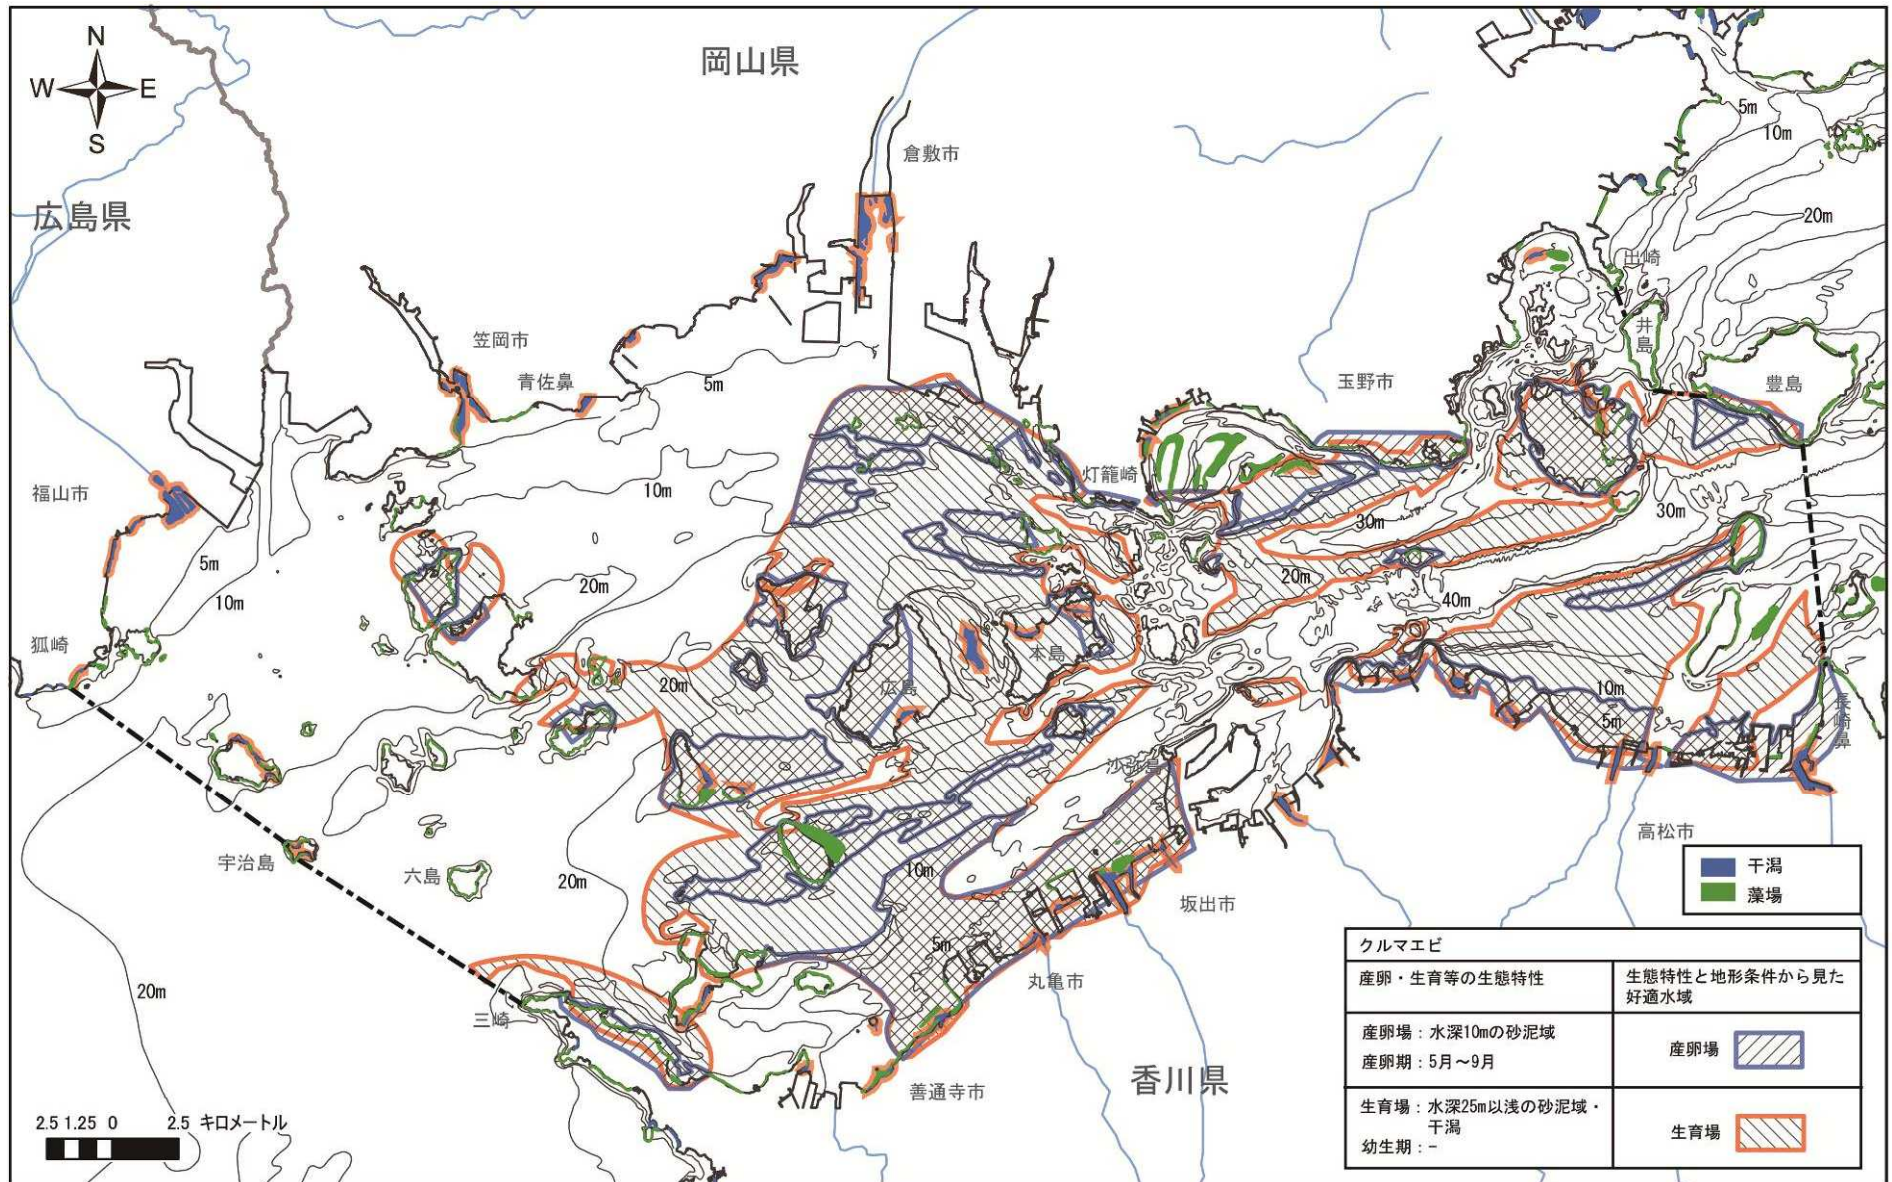 岡山県
N
W E
S
5m
10m
倉敷市
広島県
20m
出崎
井島
笠岡市
青佐鼻
5m
玉野市
豊島
10m
灯籠崎
福山市
30m
30m
5m
20m
20m
10m
40m
狐崎
本島
20m
広島
10m
5m
長崎鼻
沙弥島
高松市
宇治島
六島
20m
10m
坂出市
干潟
藻場
5m
丸亀市
20m
三崎
善通寺市
香川県
クルマエビ
産卵・生育等の生態特性
生態特性と地形条件から見た
好適水域
産卵場：水深10mの砂泥域
産卵期：5月～9月
産卵場
生育場：水深25m以浅の砂泥域・
干潟
幼生期：-
生育場
2.5 1.25 0 2.5 キロメートル